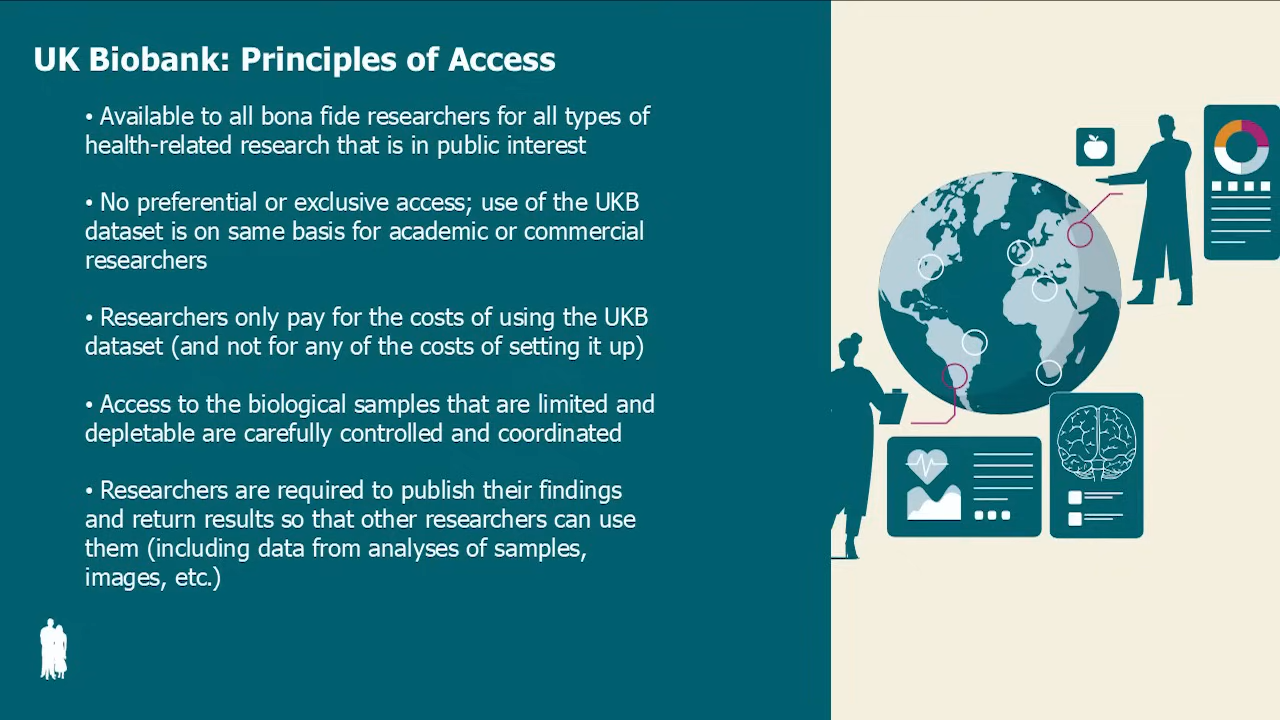 UK Biobank: Principles of Access
• Available to all bona fide researchers for all types of
health-related research that is in public interest
• No preferential or exclusive access; use of the UKB
dataset is on same basis for academic or commercial
researchers
• Researchers only pay for the costs of using the UKB
dataset (and not for any of the costs of setting it up)
• Access to the biological samples that are limited and
depletable are carefully controlled and coordinated
• Researchers are required to publish their findings
and return results so that other researchers can use
them (including data from analyses of samples,
images, etc.)